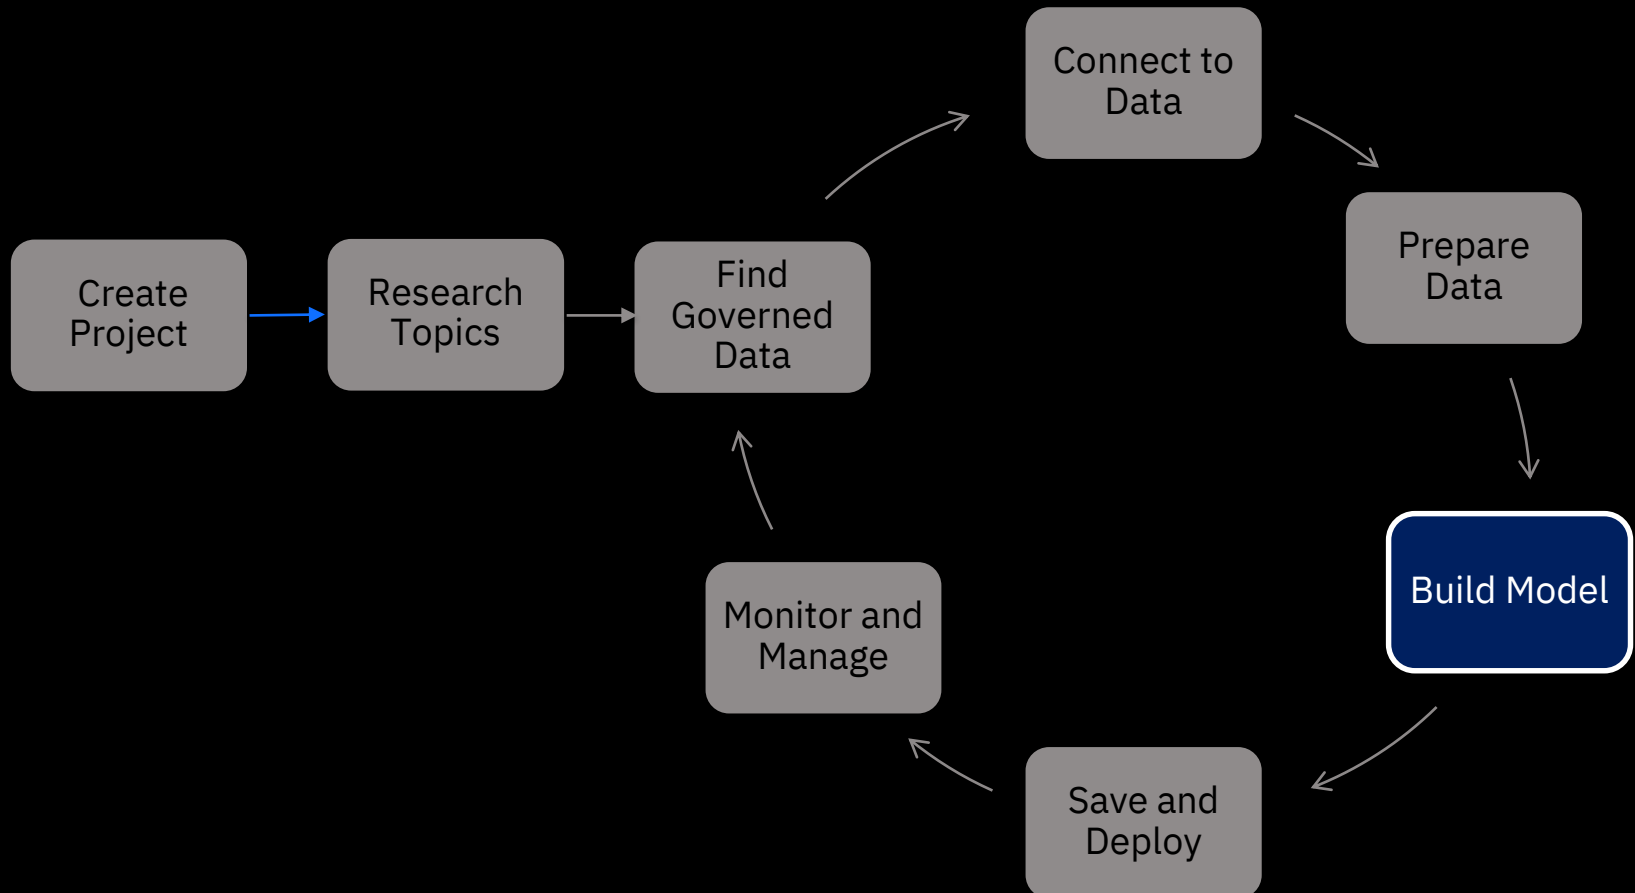 Create
Project
Research
Topics
Find
Governed
Data
Connect to
Data
Prepare
Data
Build Model
Save and
Deploy
Monitor and
Manage